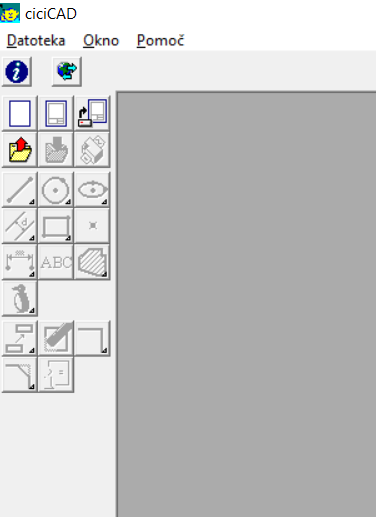 ciciCAD
Datoteka Okno Pomoč
i
d
ABC